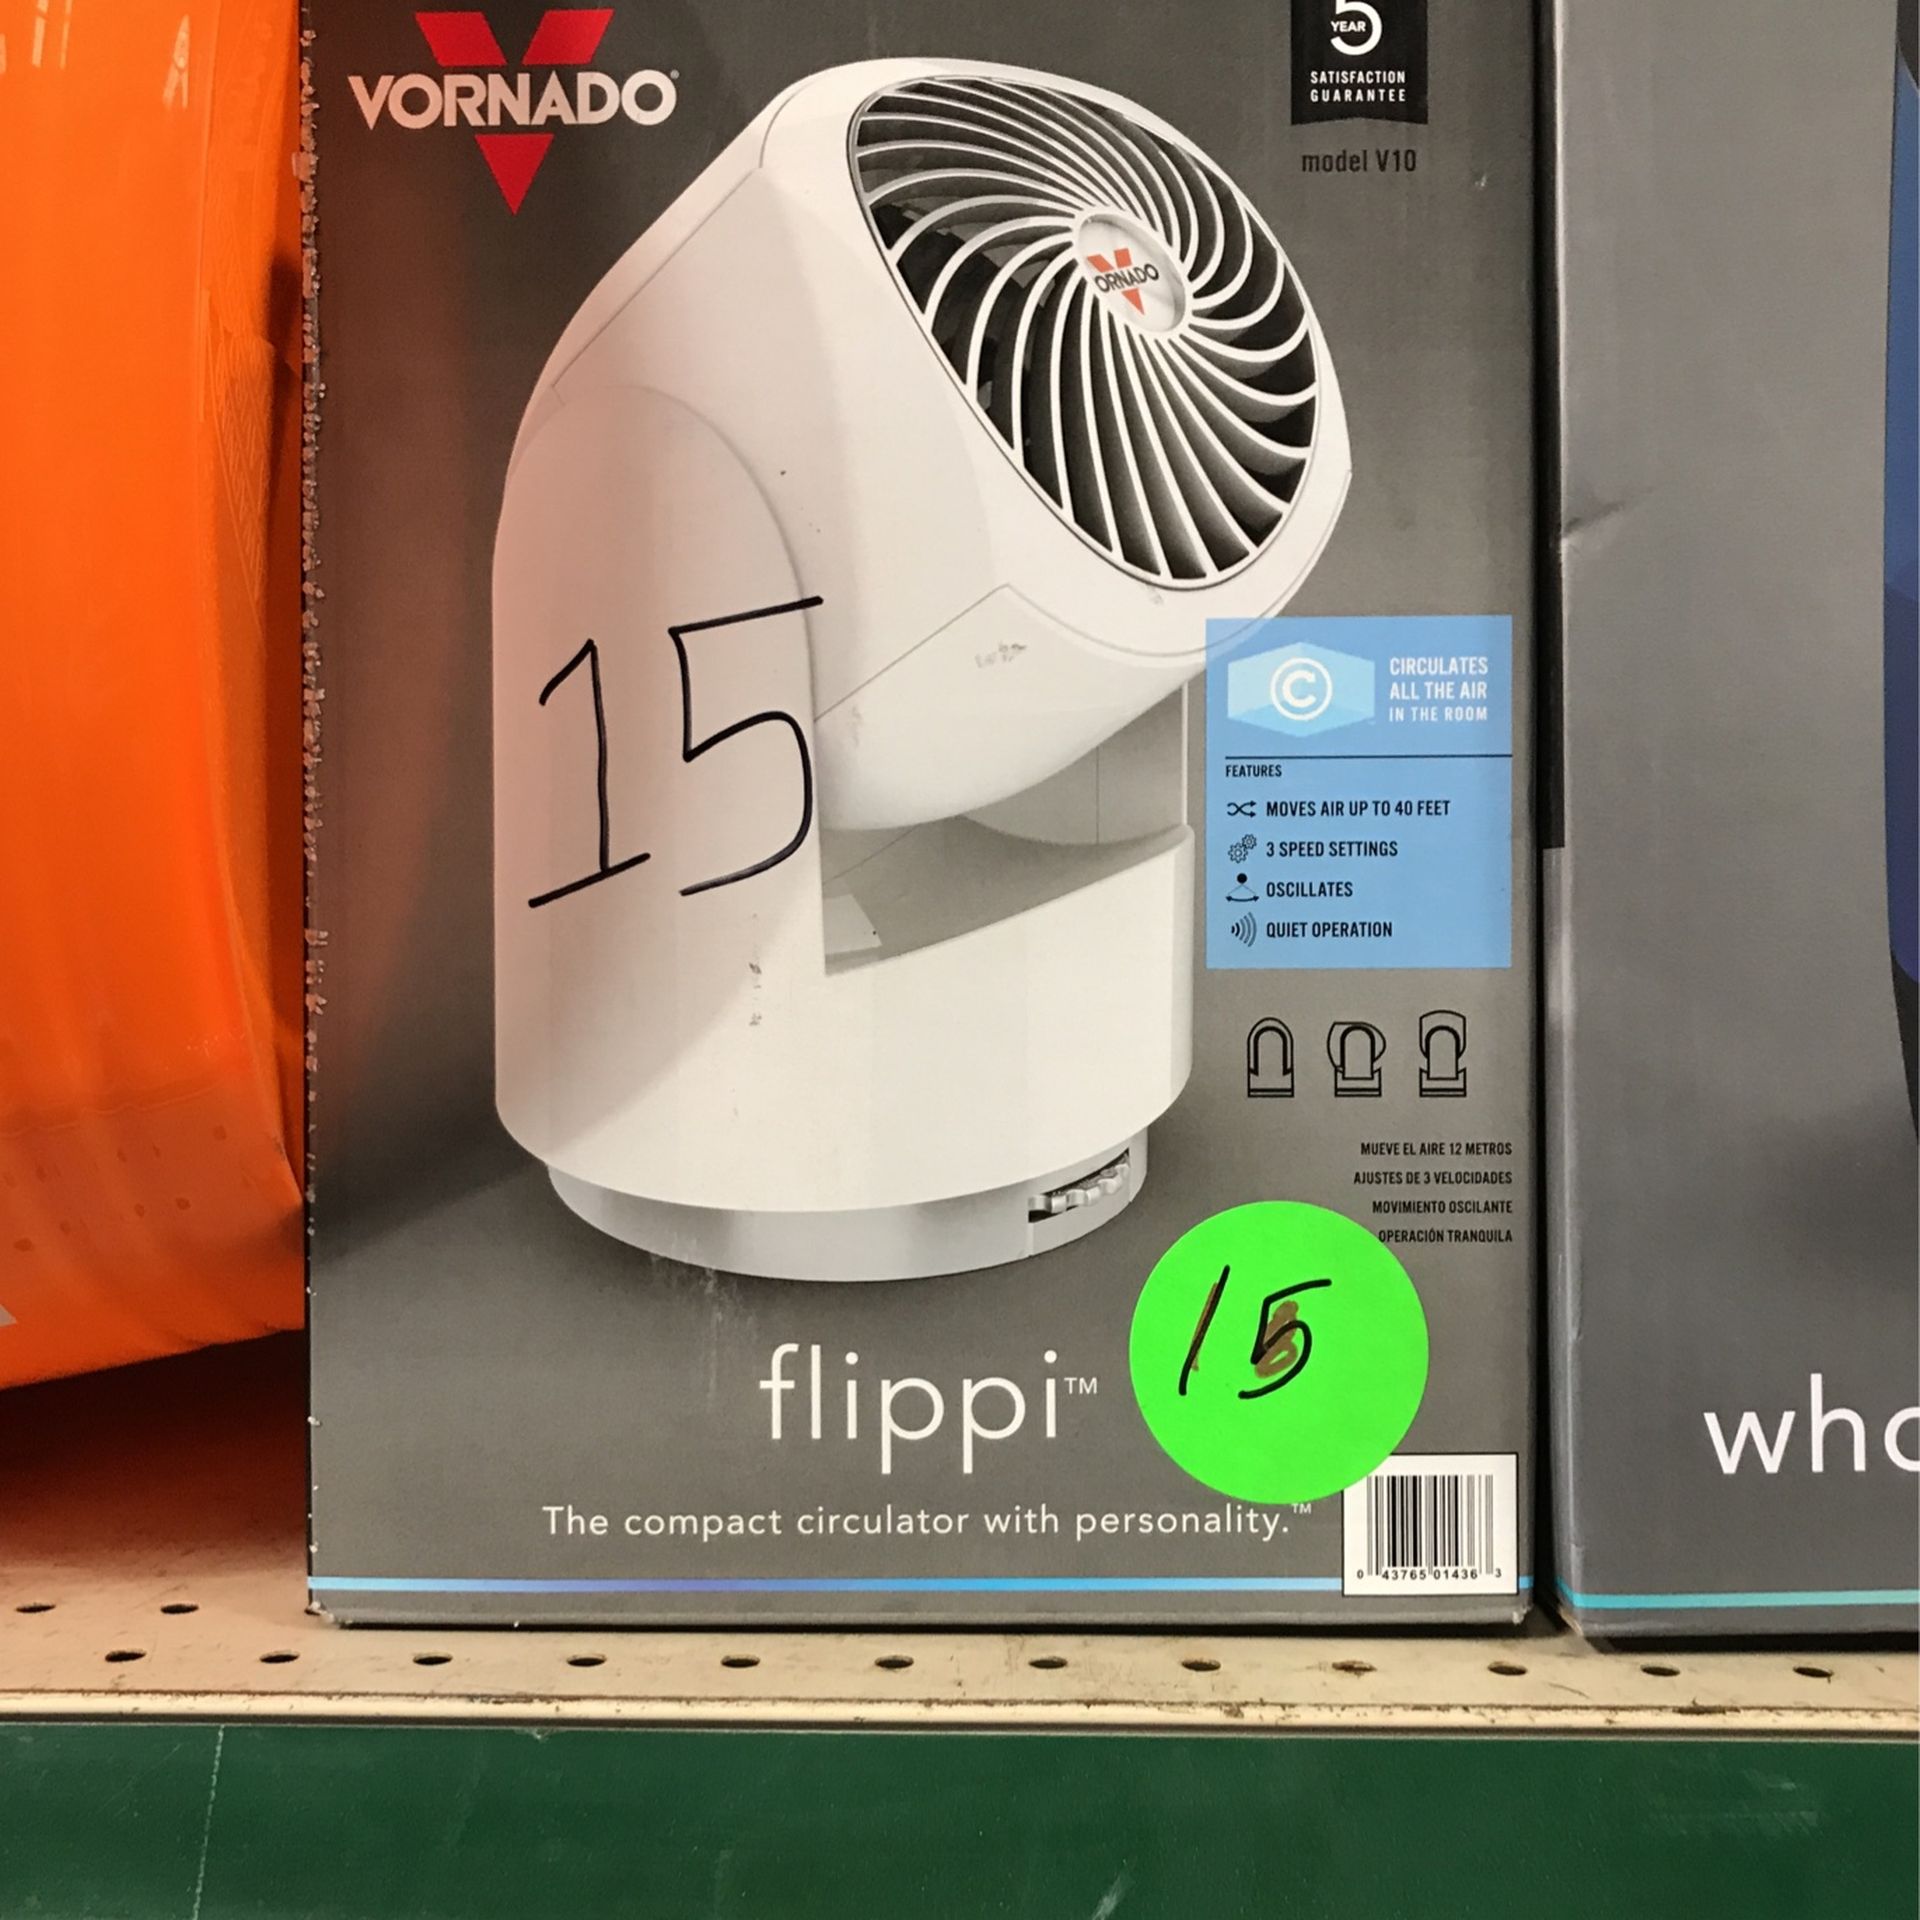 VORNADO
5
YEAR
SATISFACTION
GUARANTEE
model V10
VORNADO
15
C
CIRCULATES
ALL THE AIR
IN THE ROOM
FEATURES
MOVES AIR UP TO 40 FEET
3 SPEED SETTINGS
OSCILLATES
QUIET OPERATION
MUEVE EL AIRE 12 METROS
AJUSTES DE 3 VELOCIDADES
MOVIMIENTO OSCILANTE
OPERACIÓN TRANQUILA
15
flippi™
The compact circulator with personality.™
0 43765 01436 3